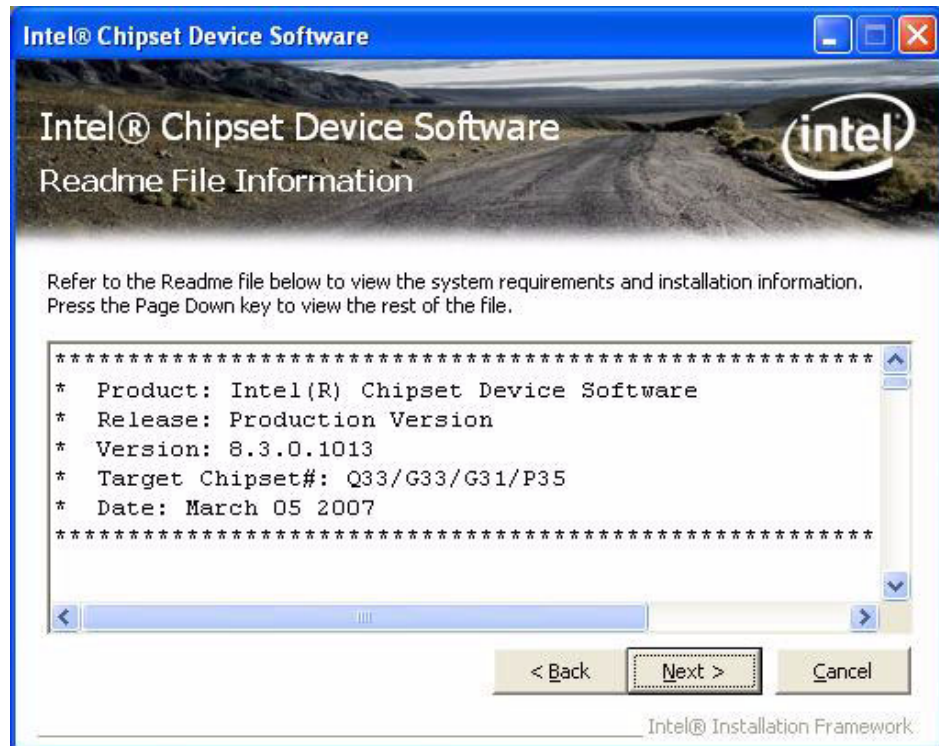 Intel® Chipset Device Software
Intel® Chipset Device Software
intel
Readme File Information
Refer to the Readme file below to view the system requirements and installation information.
Press the Page Down key to view the rest of the file.
********************************************************
* Product: Intel(R) Chipset Device Software
* Release: Production Version
* Version: 8.3.0.1013
* Target Chipset#: Q33/G33/G31/P35
* Date: March 05 2007
********************************************************
< Back
Next >
Cancel
Intel® Installation Framework